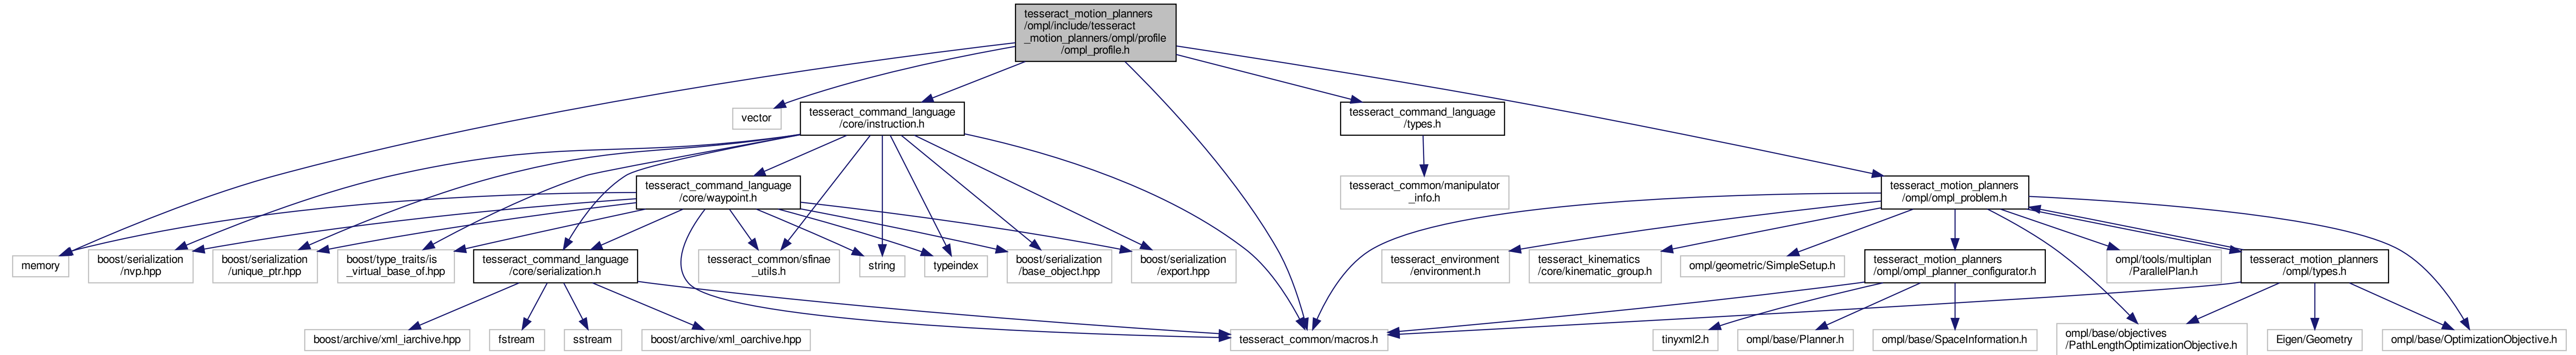 tesseract_motion_planners
/ompl/include/tesseract
_motion_planners/ompl/profile
/ompl_profile.h
vector
tesseract_command_language
/core/instruction.h
tesseract_command_language
/types.h
tesseract_command_language
/core/waypoint.h
tesseract_common/manipulator
_info.h
tesseract_motion_planners
/ompl/ompl_problem.h
memory
boost/serialization
/nvp.hpp
boost/serialization
/unique_ptr.hpp
boost/type_traits/is
_virtual_base_of.hpp
tesseract_command_language
/core/serialization.h
tesseract_common/sfinae
_utils.h
string
typeindex
boost/serialization
/base_object.hpp
boost/serialization
/export.hpp
tesseract_environment
/environment.h
tesseract_kinematics
/core/kinematic_group.h
ompl/geometric/SimpleSetup.h
tesseract_motion_planners
/ompl/ompl_planner_configurator.h
ompl/tools/multiplan
/ParallelPlan.h
tesseract_motion_planners
/ompl/types.h
boost/archive/xml_iarchive.hpp
fstream
sstream
boost/archive/xml_oarchive.hpp
tesseract_common/macros.h
tinyxml2.h
ompl/base/Planner.h
ompl/base/SpaceInformation.h
ompl/base/objectives
/PathLengthOptimizationObjective.h
Eigen/Geometry
ompl/base/OptimizationObjective.h